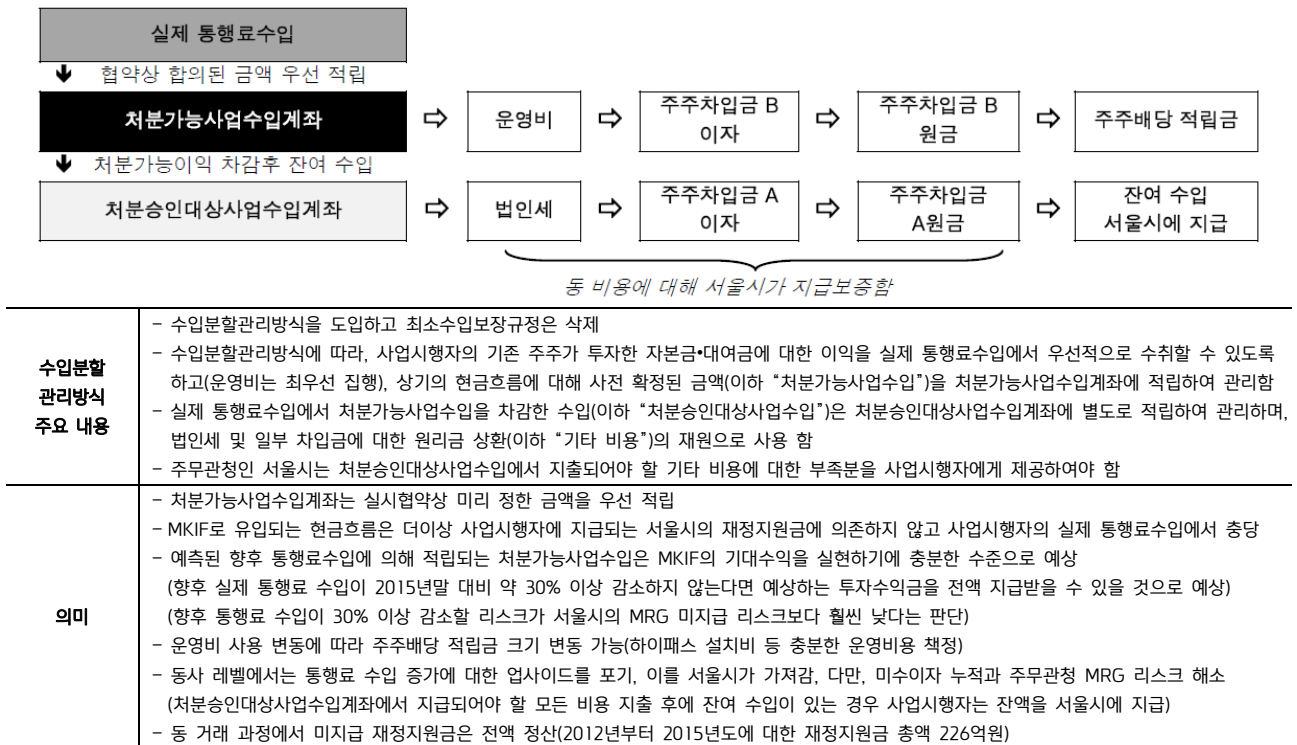 실제 통행료수입
🡻 협약상 합의된 금액 우선 적립
처분가능사업수입계좌 ⇨ 운영비 ⇨ 주주차입금 B 이자 ⇨ 주주차입금 B 원금 ⇨ 주주배당 적립금
🡻 처분가능이익 차감후 잔여 수입
처분승인대상사업수입계좌 ⇨ 법인세 ⇨ 주주차입금 A 이자 ⇨ 주주차입금 A원금 ⇨ 잔여 수입 서울시에 지급
동 비용에 대해 서울시가 지급보증함
수입분할
관리방식
주요 내용
- 수입분할관리방식을 도입하고 최소수입보장규정은 삭제
- 수입분할관리방식에 따라, 사업시행자의 기존 주주가 투자한 자본금•대여금에 대한 이익을 실제 통행료수입에서 우선적으로 수취할 수 있도록
하고(운영비는 최우선 집행), 상기의 현금흐름에 대해 사전 확정된 금액(이하 “처분가능사업수입”)을 처분가능사업수입계좌에 적립하여 관리함
- 실제 통행료수입에서 처분가능사업수입을 차감한 수입(이하 “처분승인대상사업수입”)은 처분승인대상사업수입계좌에 별도로 적립하여 관리하며,
법인세 및 일부 차입금에 대한 원리금 상환(이하 “기타 비용”)의 재원으로 사용 함
- 주무관청인 서울시는 처분승인대상사업수입에서 지출되어야 할 기타 비용에 대한 부족분을 사업시행자에게 제공하여야 함
의미
- 처분가능사업수입계좌는 실시협약상 미리 정한 금액을 우선 적립
- MKIF로 유입되는 현금흐름은 더이상 사업시행자에 지급되는 서울시의 재정지원금에 의존하지 않고 사업시행자의 실제 통행료수입에서 충당
- 예측된 향후 통행료수입에 의해 적립되는 처분가능사업수입은 MKIF의 기대수익을 실현하기에 충분한 수준으로 예상
(향후 실제 통행료 수입이 2015년말 대비 약 30% 이상 감소하지 않는다면 예상하는 투자수익금을 전액 지급받을 수 있을 것으로 예상)
(향후 통행료 수입이 30% 이상 감소할 리스크가 서울시의 MRG 미지급 리스크보다 훨씬 낮다는 판단)
- 운영비 사용 변동에 따라 주주배당 적립금 크기 변동 가능(하이패스 설치비 등 충분한 운영비용 책정)
- 동사 레벨에서는 통행료 수입 증가에 대한 업사이드를 포기, 이를 서울시가 가져감, 다만, 미수이자 누적과 주무관청 MRG 리스크 해소
(처분승인대상사업수입계좌에서 지급되어야 할 모든 비용 지출 후에 잔여 수입이 있는 경우 사업시행자는 잔액을 서울시에 지급)
- 동 거래 과정에서 미지급 재정지원금은 전액 정산(2012년부터 2015년도에 대한 재정지원금 총액 226억원)